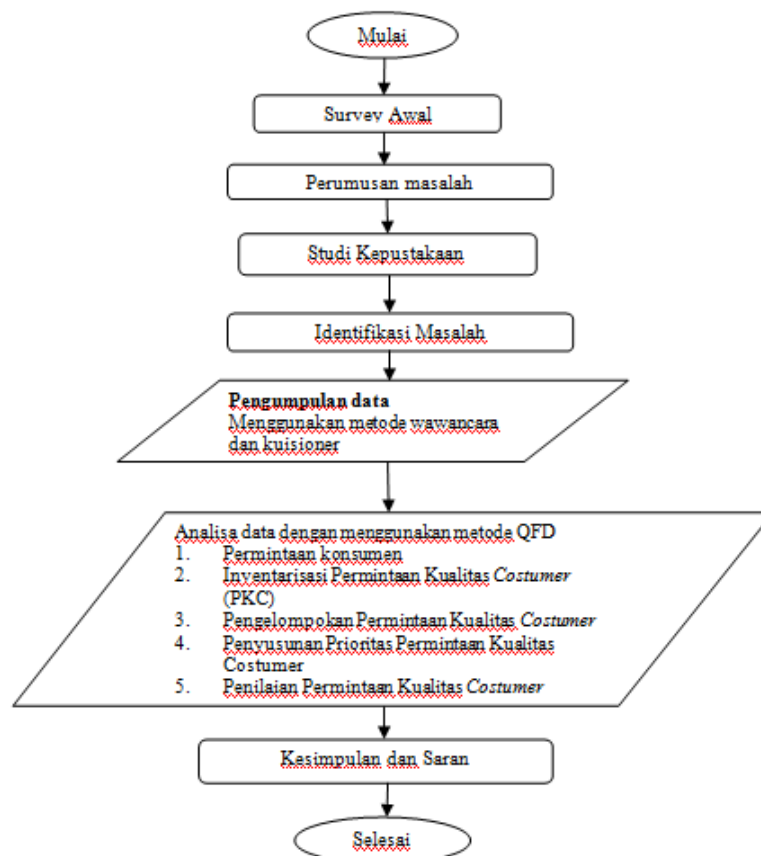 Mulai
Survey Awal
Perumusan masalah
Studi Kepustakaan
Identifikasi Masalah
Pengumpulan data
Menggunakan metode wawancara
dan kuisioner
Analisa data dengan menggunakan metode QFD
1. Permintaan konsumen
2. Inventarisasi Permintaan Kualitas Costumer
(PKC)
3. Pengelompokan Permintaan Kualitas Costumer
4. Penyusunan Prioritas Permintaan Kualitas
Costumer
5. Penilaian Permintaan Kualitas Costumer
Kesimpulan dan Saran
Selesai